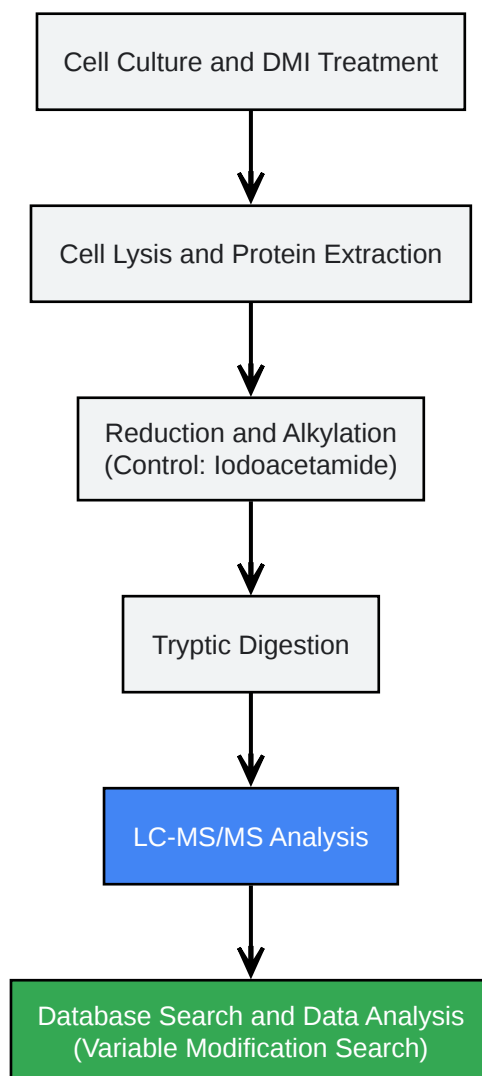 Cell Culture and DMI Treatment
Cell Lysis and Protein Extraction
Reduction and Alkylation
(Control: Iodoacetamide)
Tryptic Digestion
LC-MS/MS Analysis
Database Search and Data Analysis
(Variable Modification Search)